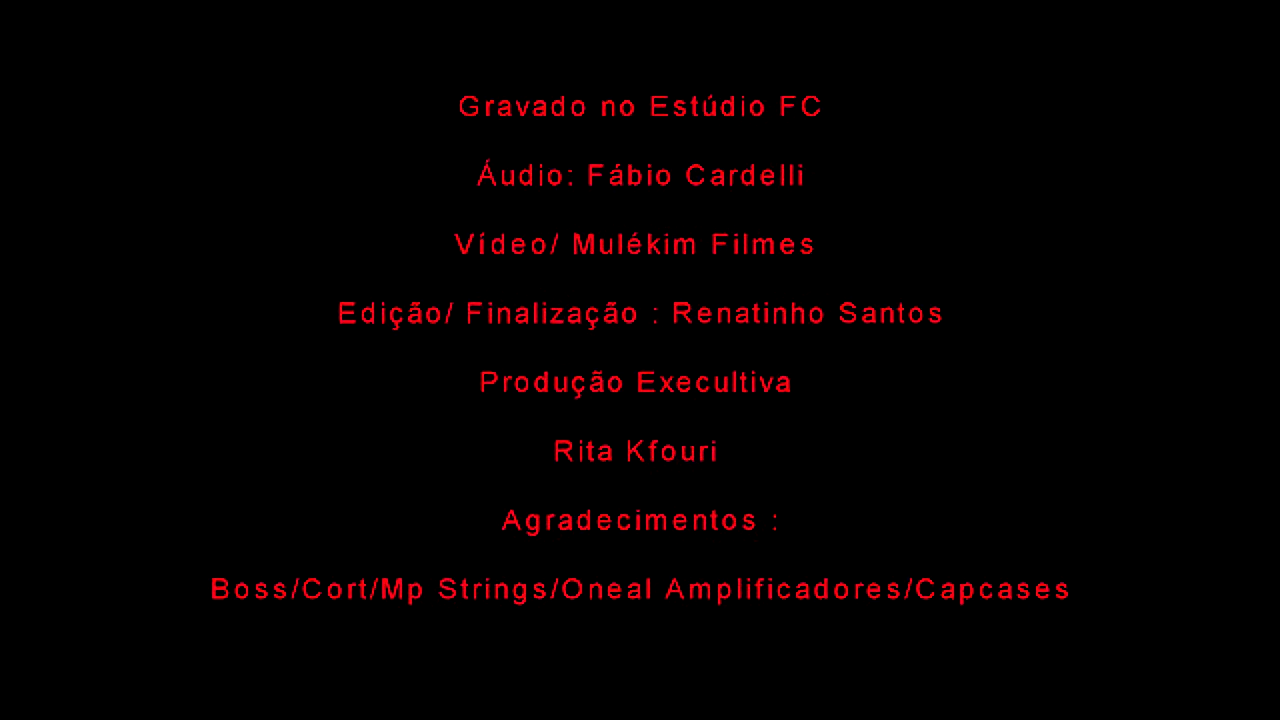 Gravado no Estúdio FC
Áudio: Fábio Cardelli
Vídeo/ Mulékim Filmes
Edição/ Finalização : Renatinho Santos
Produção Execultiva
Rita Kfouri
Agradecimentos :
Boss/Cort/Mp Strings/Oneal Amplificadores/Capcases